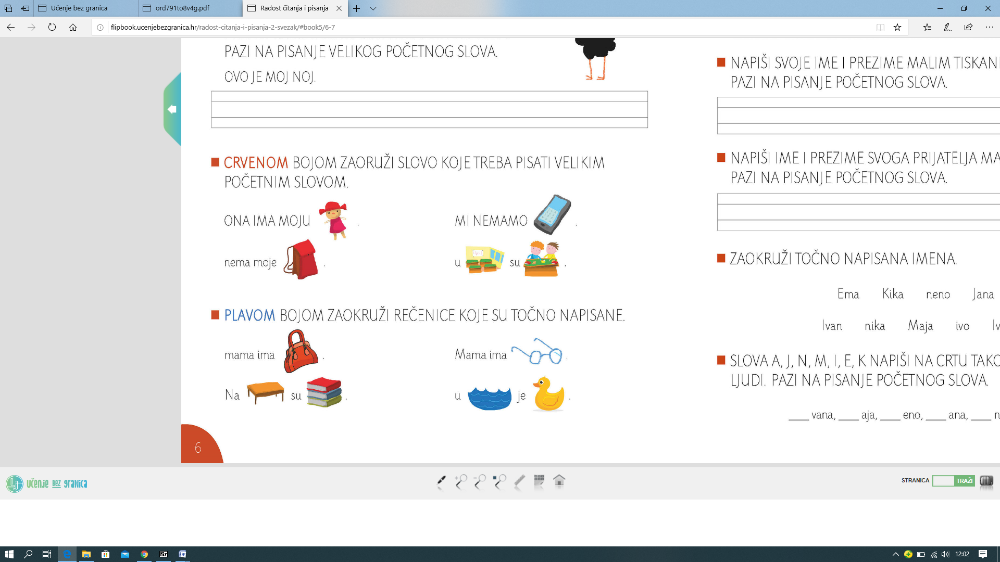 Učenje bez granica
ord791to8v4g.pdf
Radost čitanja i pisanja
flipbook.ucenjebezgranica.hr/radost-citanja-i-pisanja-2-svezak/#book5/6-7
PAZI NA PISANJE VELIKOG POČETNOG SLOVA.
OVO JE MOJ NOJ.
CRVENOM BOJOM ZAORUŽI SLOVO KOJE TREBA PISATI VELIKIM
POČETNIM SLOVOM.
ONA IMA MOJU .
MI NEMAMO .
nema moje .
u su .
PLAVOM BOJOM ZAOKRUŽI REČENICE KOJE SU TOČNO NAPISANE.
mama ima .
Mama ima .
Na su .
u je .
6
NAPIŠI SVOJE IME I PREZIME MALIM TISKAN
PAZI NA PISANJE POČETNOG SLOVA.
NAPIŠI IME I PREZIME SVOGA PRIJATELJA MA
PAZI NA PISANJE POČETNOG SLOVA.
ZAOKRUŽI TOČNO NAPISANA IMENA.
Ema Kika neno Jana
Ivan nika Maja ivo Iv
SLOVA A, J, N, M, I, E, K NAPIŠI NA CRTU TAKO
LJUDI. PAZI NA PISANJE POČETNOG SLOVA.
____ vana, ____ aja, ____ eno, ____ ana, ____ n
učenje bez granica
STRANICA TRAŽI
12:02